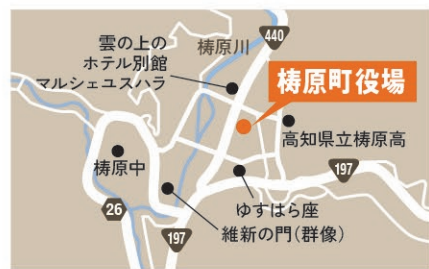 雲の上の
ホテル別館
マルシェユスハラ
梼原川
440
梼原町役場
高知県立梼原高
梼原中
197
ゆすはら座
26
維新の門(群像)
197